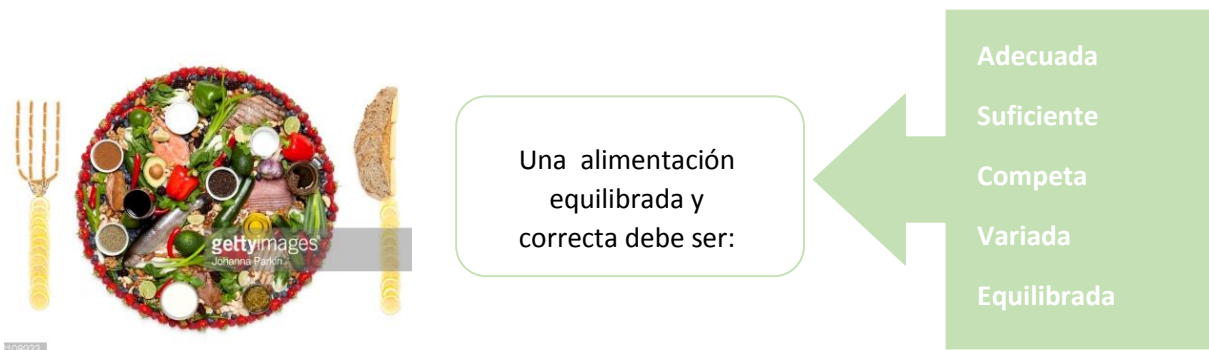 gettyimages
Johanna Parkin
Una alimentación
equilibrada y
correcta debe ser:
Adecuada
Suficiente
Competa
Variada
Equilibrada